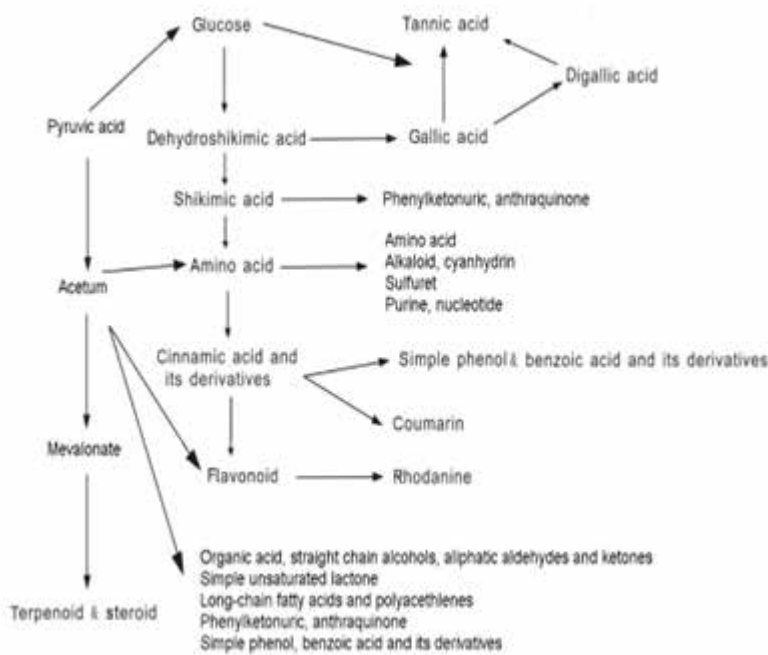 Glucose
Tannic acid
Digallic acid
Pyruvic acid
Dehydroshikimic acid
Gallic acid
Shikimic acid
Phenylketonuric, anthraquinone
Amino acid
Alkaloid, cyanhydrin
Sulfuret
Purine, nucleotide
Amino acid
Acetum
Cinnamic acid and
its derivatives
Simple phenol & benzoic acid and its derivatives
Coumarin
Mevalonate
Flavonoid
Rhodanine
Organic acid, straight chain alcohols, aliphatic aldehydes and ketones
Simple unsaturated lactone
Long-chain fatty acids and polyacethlenes
Phenylketonuric, anthraquinone
Simple phenol, benzoic acid and its derivatives
Terpenoid & steroid